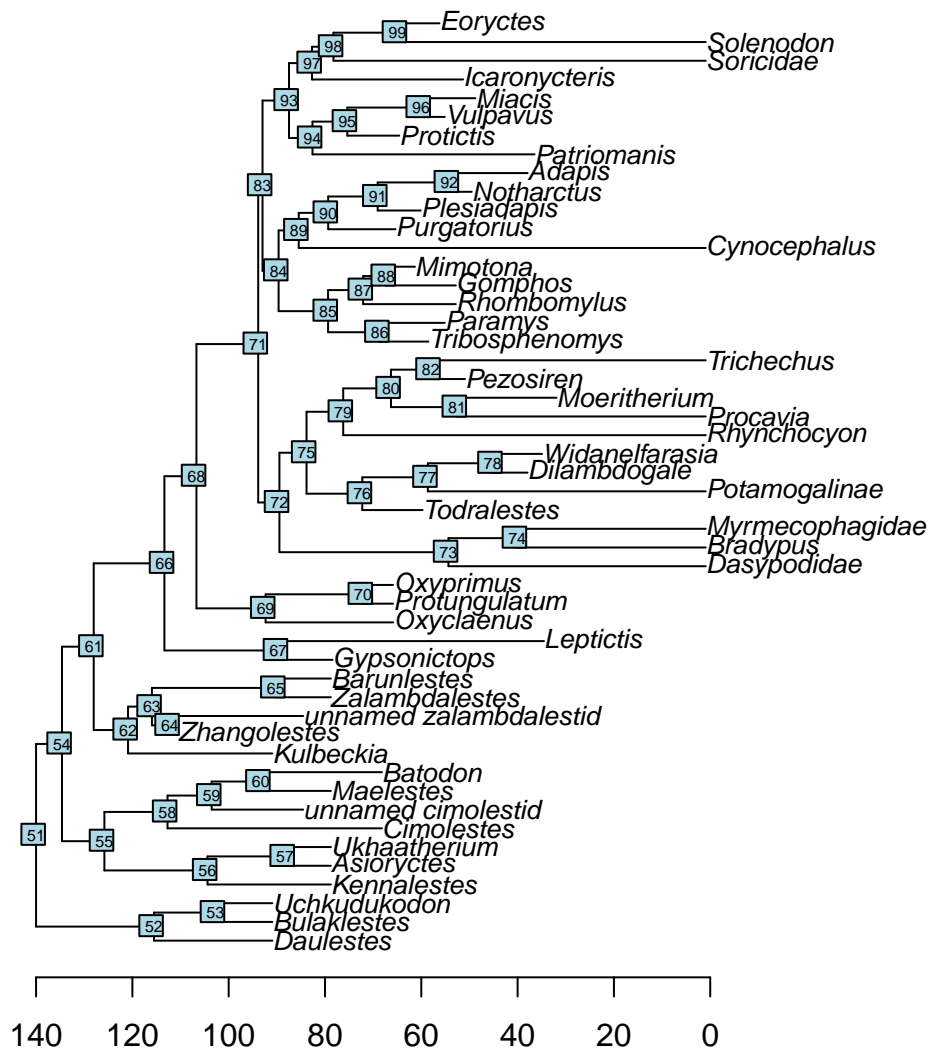 Eoryctes
99
Solenodon
98
Soricidae
97
Icaronycteris
93
Miacis
96
Vulpavus
95
Protictis
94
Patriomanis
Adapis
92
83
Notharctus
91
Plesiadapis
90
Purgatorius
89
Cynocephalus
84
Mimotona
88
Gomphos
87
Rhombomylus
85
Paramys
86
Tribosphenomys
71
Trichechus
82
Pezosiren
80
Moeritherium
81
79
Procavia
Rhynchocyon
75
Widanelfarasia
78
Dilambdogale
68
77
Potamogalinae
76
72
Todralestes
Myrmecophagidae
74
Bradypus
73
66
Dasypodidae
Oxyprimus
70
Protungulatum
69
Oxyclaenus
61
Leptictis
67
Gypsonictops
Barunlestes
65
Zalambdalestes
63
unnamed zalambdalestid
64
62
Zhangolestes
54
Kulbeckia
Batodon
60
Maelestes
59
unnamed cimolestid
58
Cimolestes
51
55
Ukhaatherium
57
Asioryctes
56
Kennalestes
Uchkudukodon
53
Bulaklestes
52
Daulestes
140 120 100 80 60 40 20 0